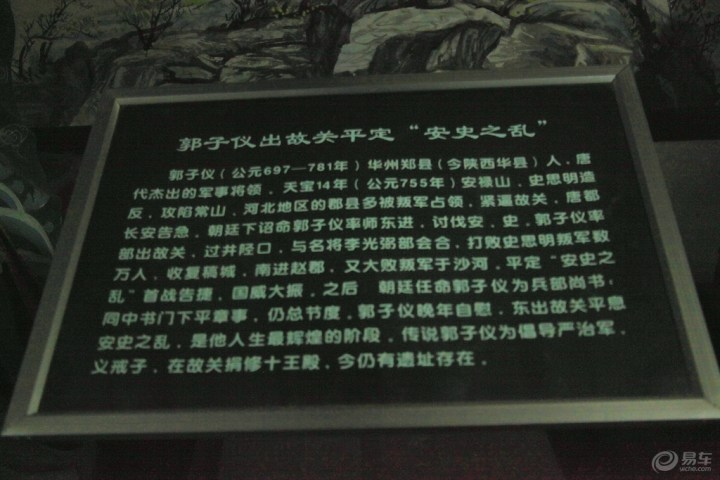 郭子仪出故关平定“安史之乱”
郭子仪（公元697—781年）华州郑县（今陕西华县）人，唐
代杰出的军事将领，天宝14年（公元755年）安禄山，史思明造
反，攻陷常山，河北地区的郡县多被叛军占领，紧逼故关，唐都
长安告急，朝廷下诏命郭子仪率师东进，讨伐安，史，郭子仪率
部出故关，过井陉口，与名将李光弼部会合，打败史思明叛军数
万人，收复稿城，南进赵郡，又大败叛军于沙河，平定“安史之
乱”首战告捷，国威大振，之后 朝廷任命郭子仪为兵部尚书，
同中书门下平章事，仍总节度，郭子仪晚年自慰，东出故关平息
安史之乱，是他人生最辉煌的阶段，传说郭子仪为倡导严治军，
义戒子，在故关捐修十王殿，今仍有遗址存在．
易车
yiche.com